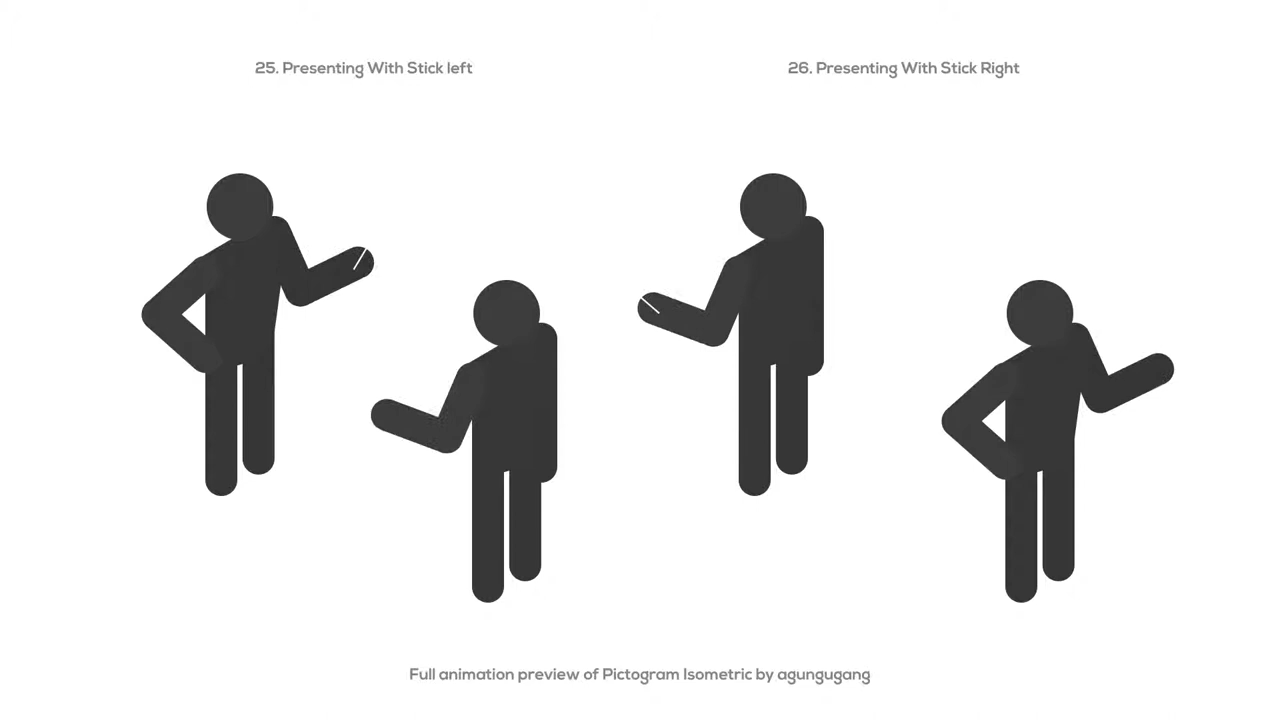 25. Presenting With Stick left
26. Presenting With Stick Right
Full animation preview of Pictogram Isometric by agungugang